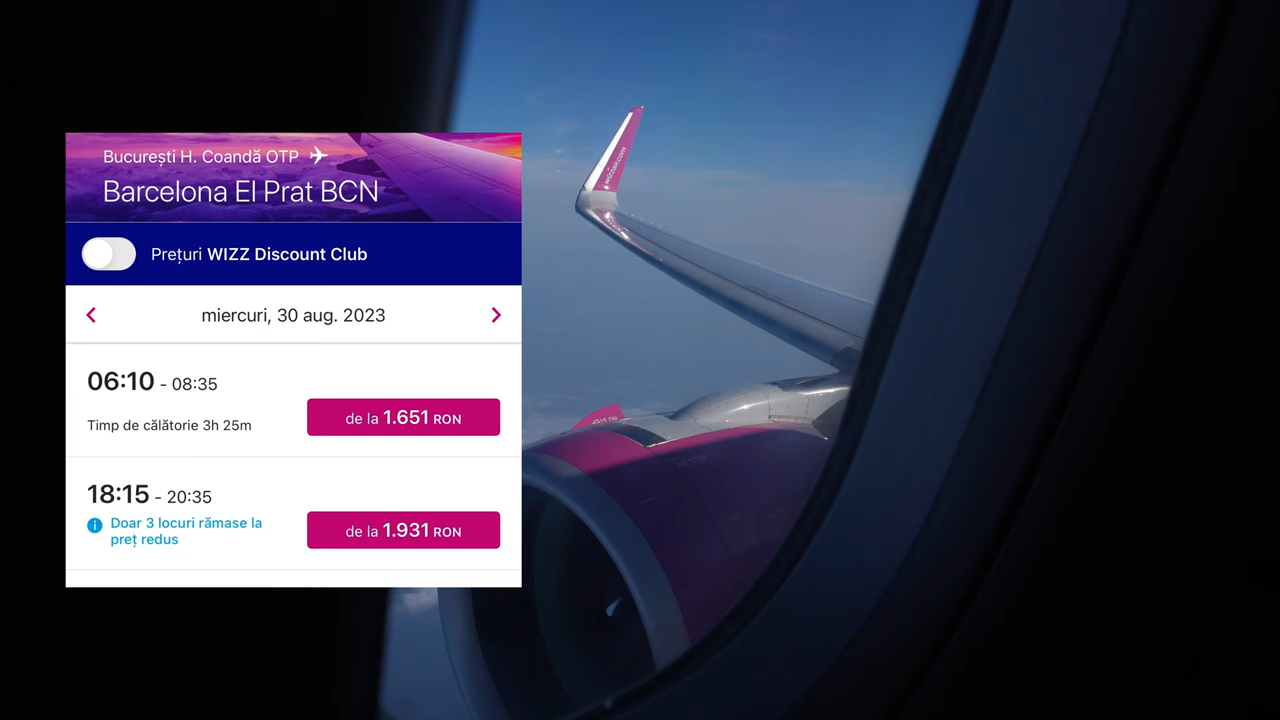 București H. Coandă OTP
Barcelona El Prat BCN
Prețuri WIZZ Discount Club
miercuri, 30 aug. 2023
06:10 - 08:35
de la 1.651 RON
Timp de călătorie 3h 25m
18:15 - 20:35
Doar 3 locuri rămase la
preț redus
de la 1.931 RON
wizzair.com